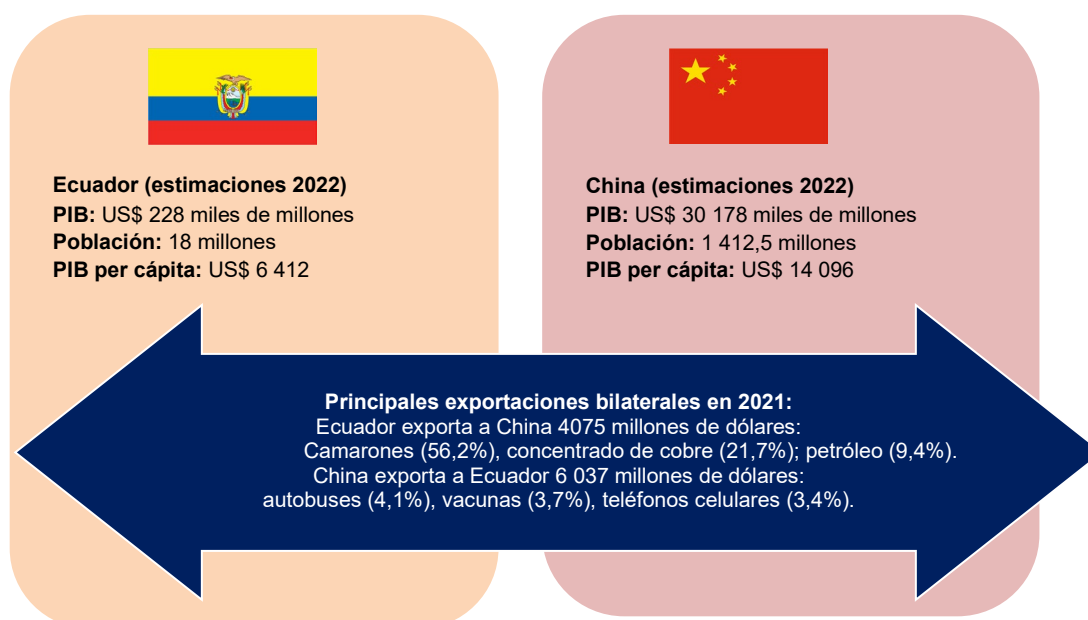 Ecuador (estimaciones 2022)
PIB: US$ 228 miles de millones
Población: 18 millones
PIB per cápita: US$ 6 412
China (estimaciones 2022)
PIB: US$ 30 178 miles de millones
Población: 1 412,5 millones
PIB per cápita: US$ 14 096
Principales exportaciones bilaterales en 2021:
Ecuador exporta a China 4075 millones de dólares:
Camarones (56,2%), concentrado de cobre (21,7%); petróleo (9,4%).
China exporta a Ecuador 6 037 millones de dólares:
autobuses (4,1%), vacunas (3,7%), teléfonos celulares (3,4%).